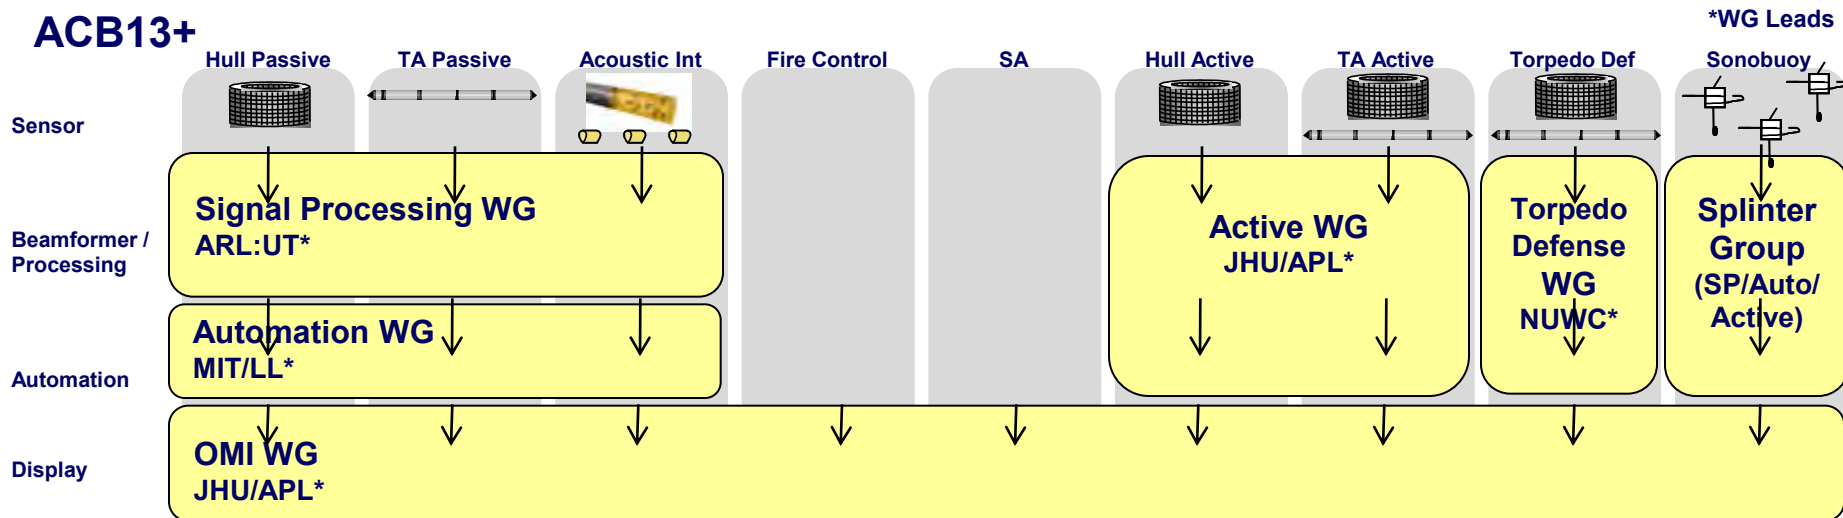 ACB13+
*WG Leads
Hull Passive
TA Passive
Acoustic Int
Fire Control
SA
Hull Active
TA Active
Torpedo Def
Sonobuoy
Sensor
Beamformer /
Processing
Signal Processing WG
ARL:UT*
Active WG
JHU/APL*
Torpedo
Defense
WG
NUWC*
Splinter
Group
(SP/Auto/
Active)
Automation
Automation WG
MIT/LL*
Display
OMI WG
JHU/APL*